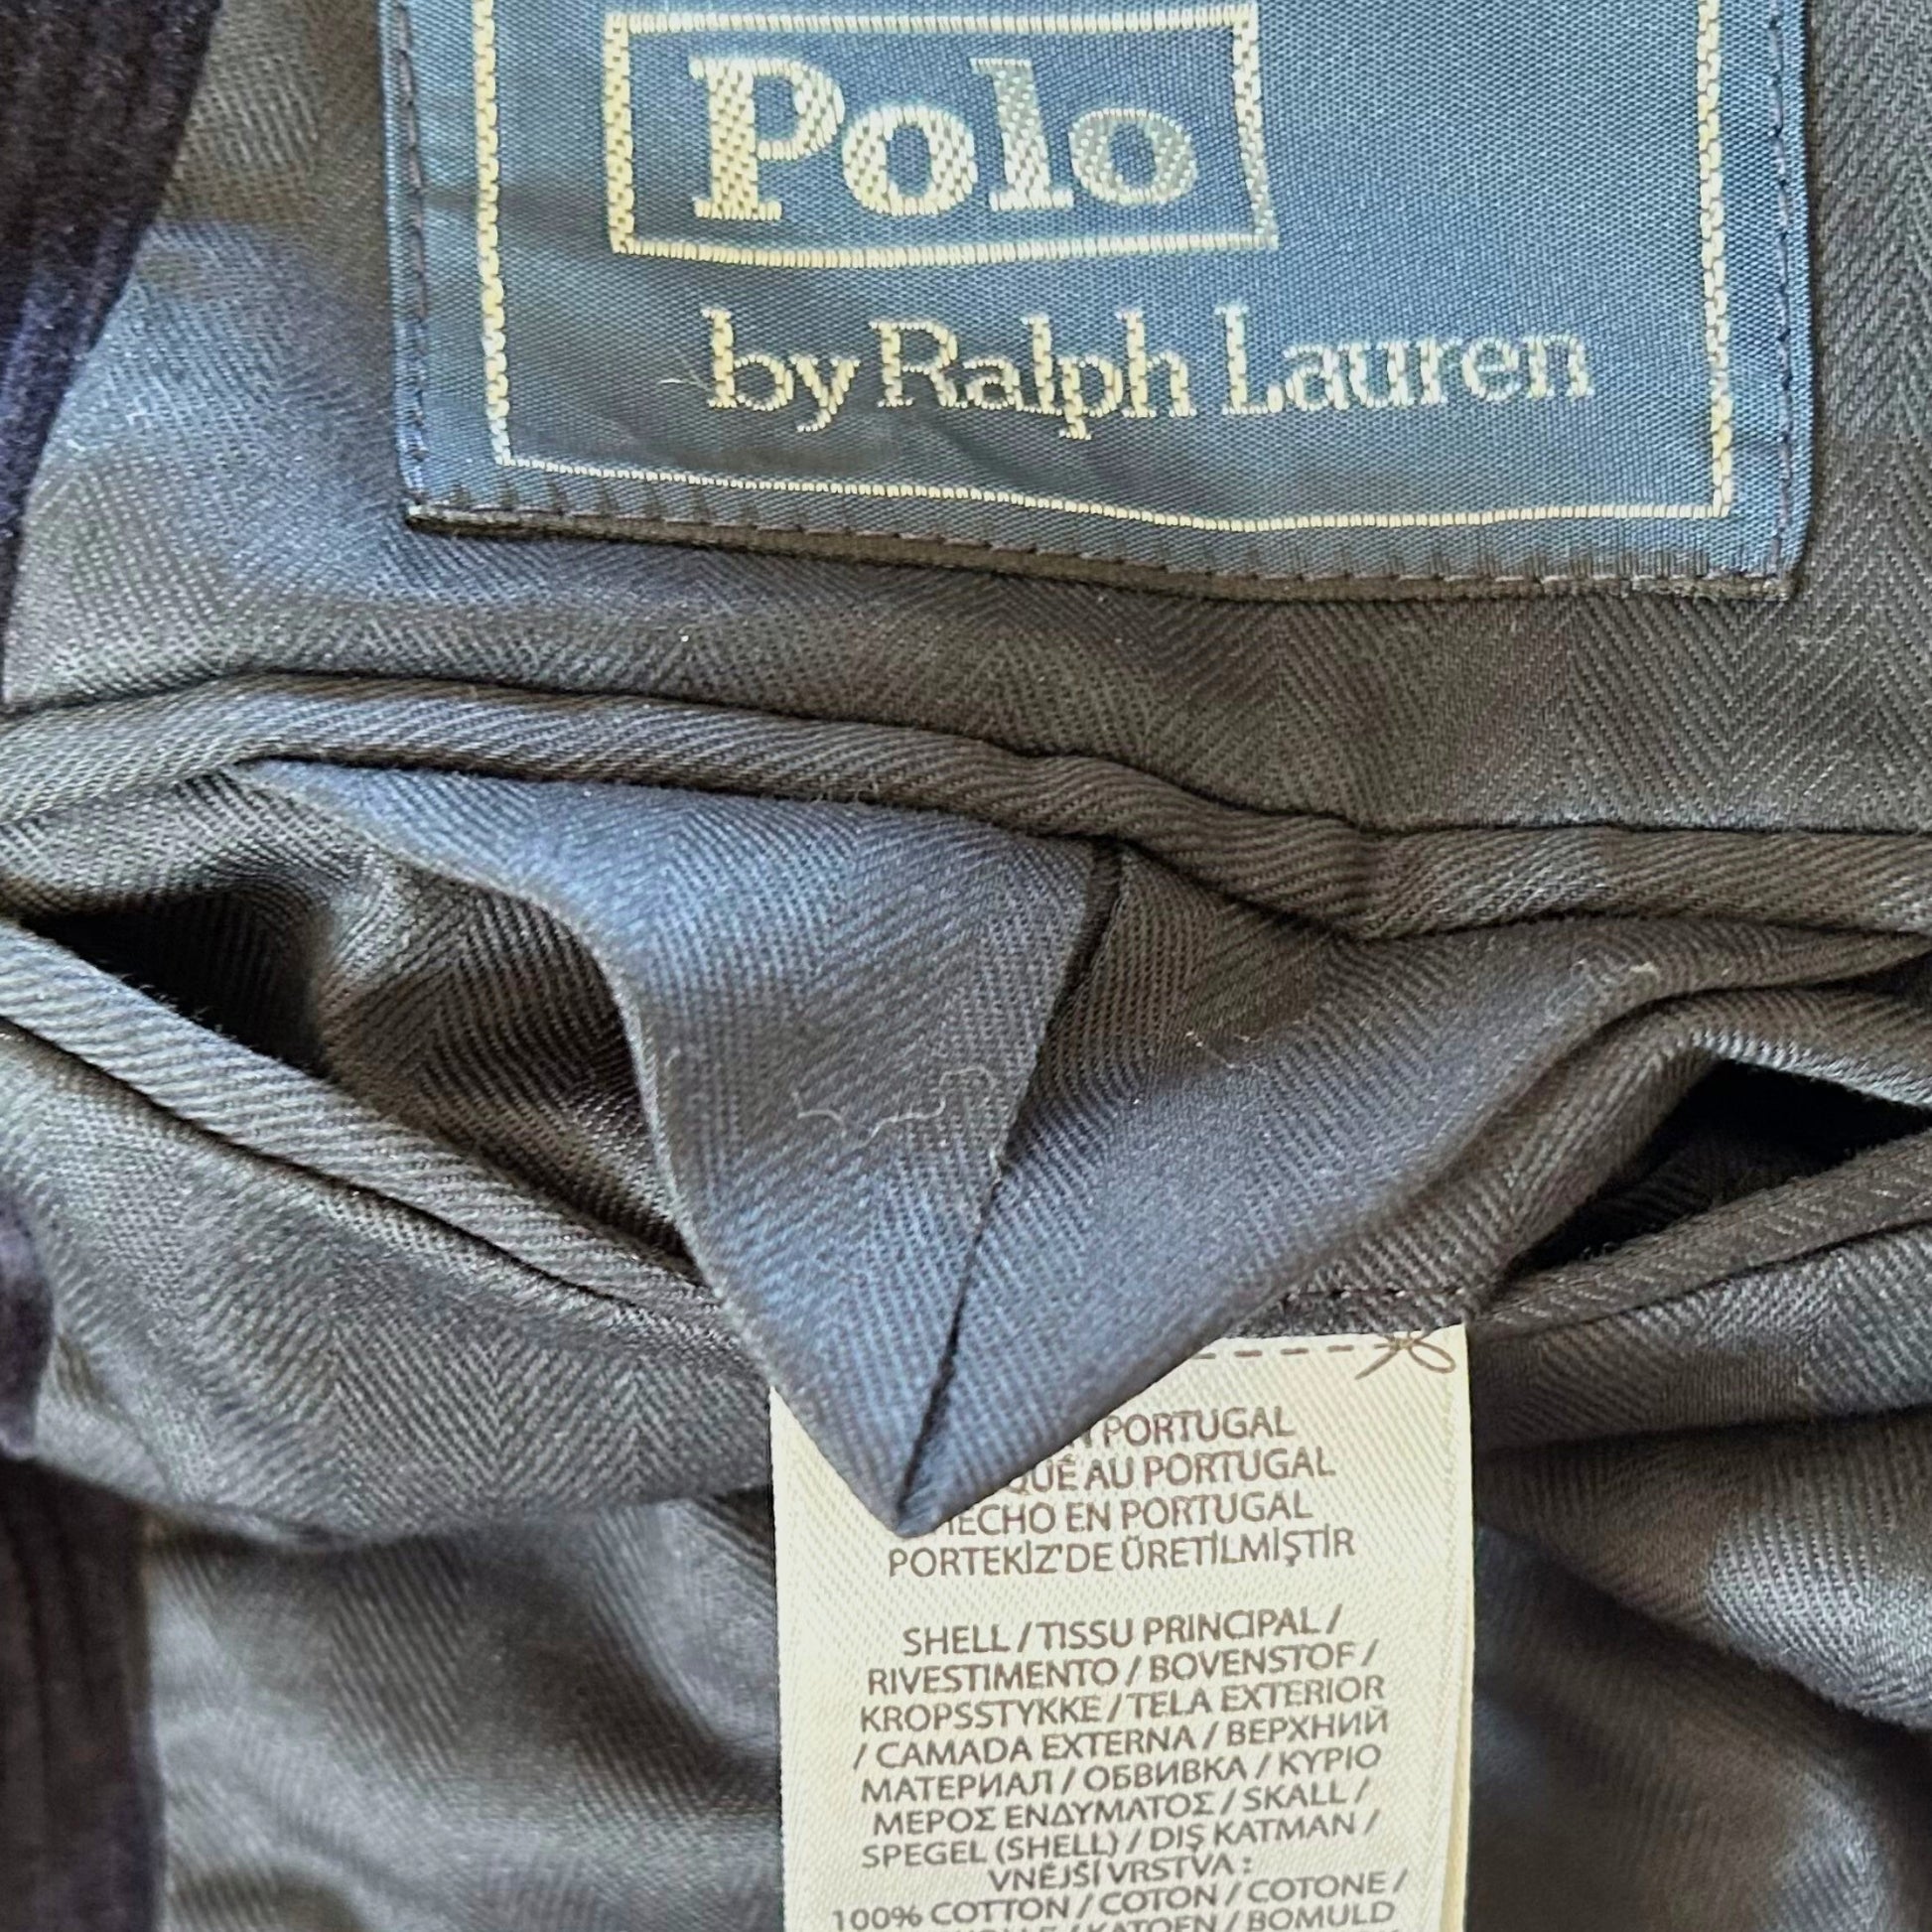 Polo
by Ralph Lauren
PORTUGAL
AU PORTUGAL
EN PORTUGAL
PORTEKİZ'DE ÜRETİLMİŞTİR
SHELL / TISSU PRINCIPAL /
RIVESTIMENTO / BOVENSTOF /
KROPSSTYKKE / TELA EXTERIOR
/ CAMADA EXTERNA / ВЕРХНИЙ
МАТЕРИАЛ / ОБВИВКА / ΚΥΡΙΟ
ΜΕΡΟΣ ΕΝΔΥΜΑΤΟΣ / SKALL /
SPEGEL (SHELL) / DIŞ KATMAN /
VNĚJŠÍ VRSTVA :
100% COTTON / COTON / COTONE /
/ KATOEN / BOMULD